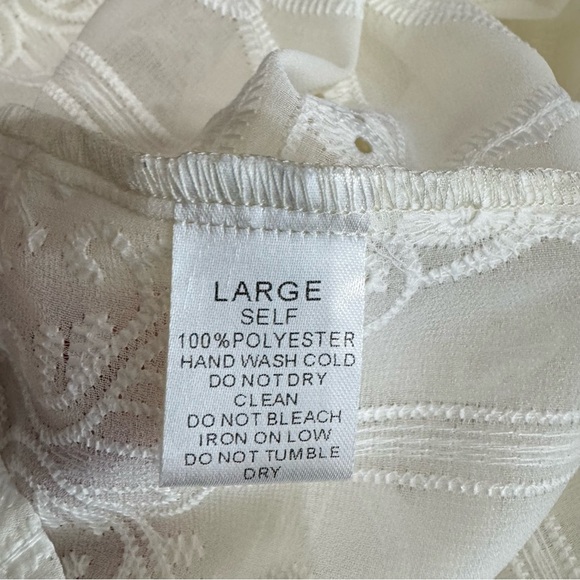 LARGE
SELF
100%POLYESTER
HAND WASH COLD
DO NOT DRY
CLEAN
DO NOT BLEACH
IRON ON LOW
DO NOT TUMBLE
DRY